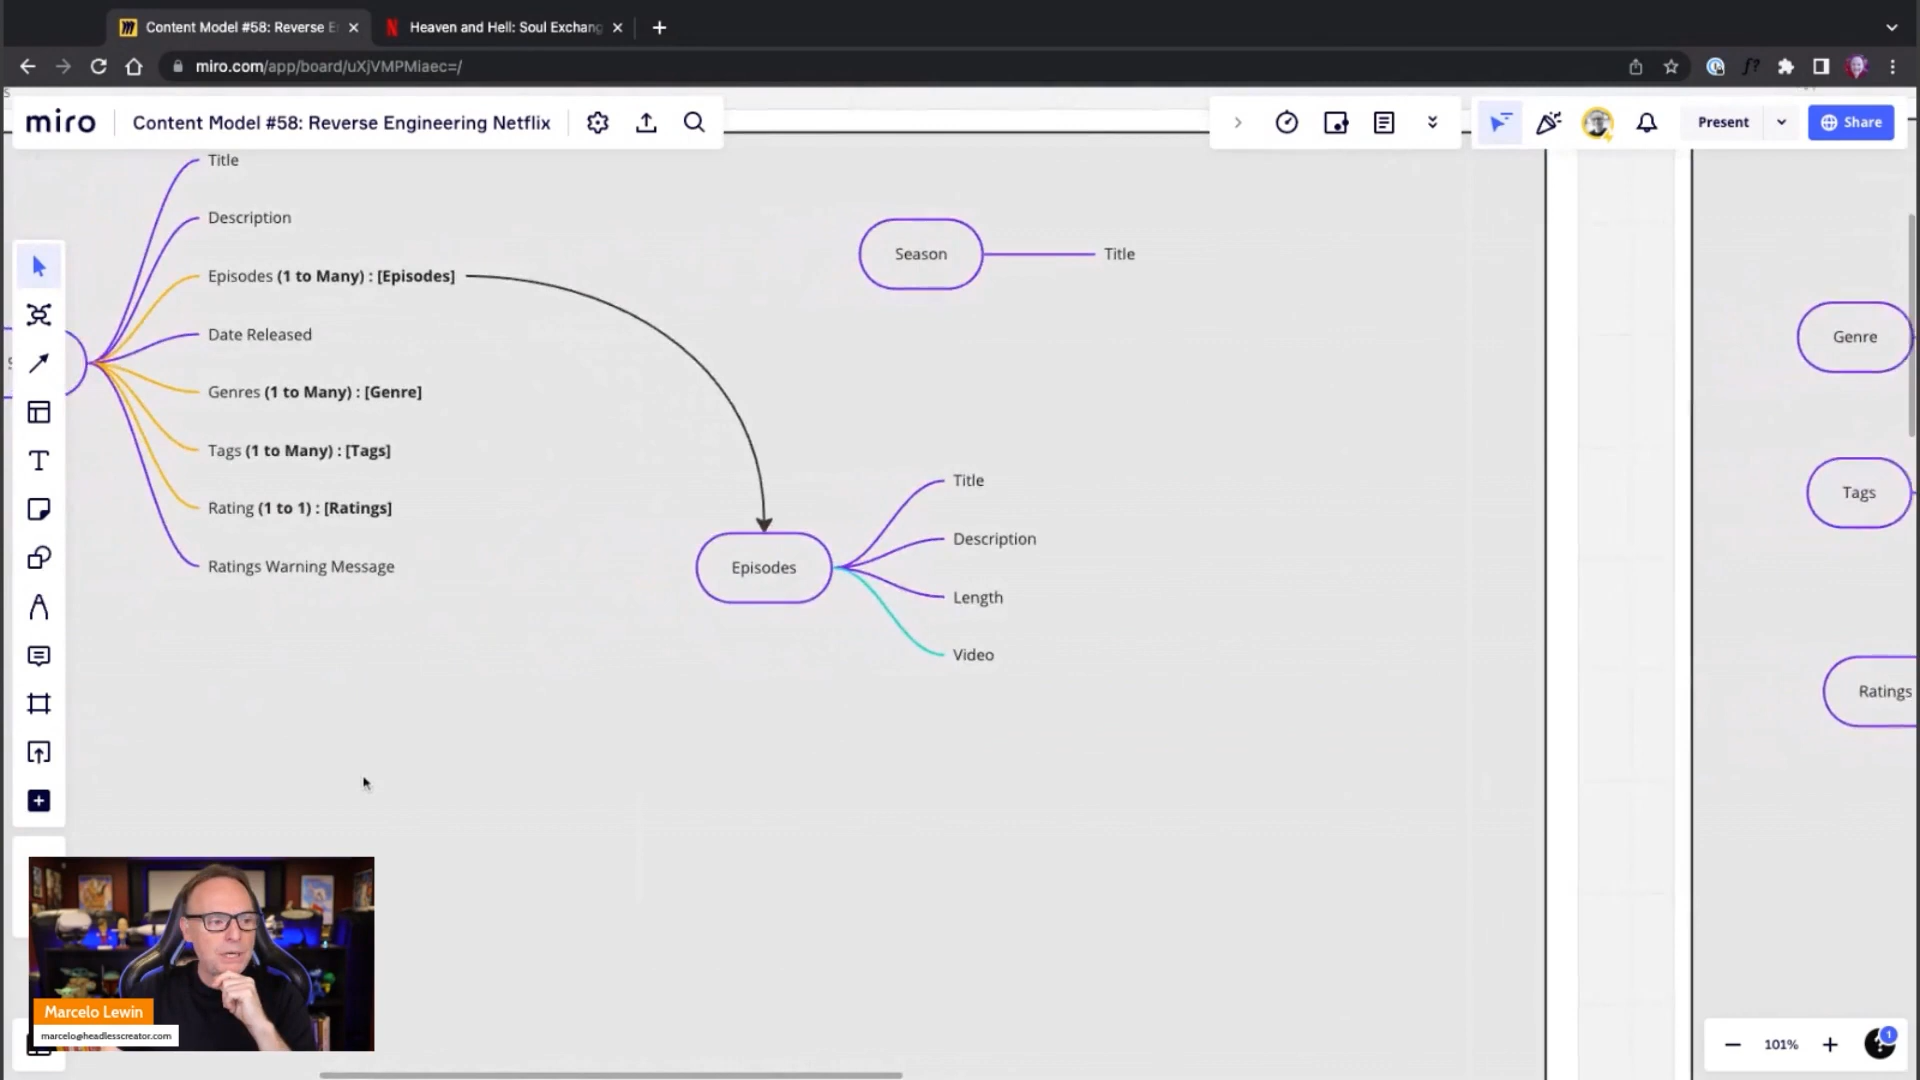 Content Model #58: Reverse E
Heaven and Hell: Soul Exchang
miro.com/app/board/uXjVMPMiaec=/
miro
Content Model #58: Reverse Engineering Netflix
Present
Share
Title
Description
Episodes (1 to Many) : [Episodes]
Date Released
Genres (1 to Many) : [Genre]
Tags (1 to Many) : [Tags]
Rating (1 to 1) : [Ratings]
Ratings Warning Message
Season
Title
Episodes
Title
Description
Length
Video
Genre
Tags
Ratings
Marcelo Lewin
marcelo@headlesscreator.com
101%
1